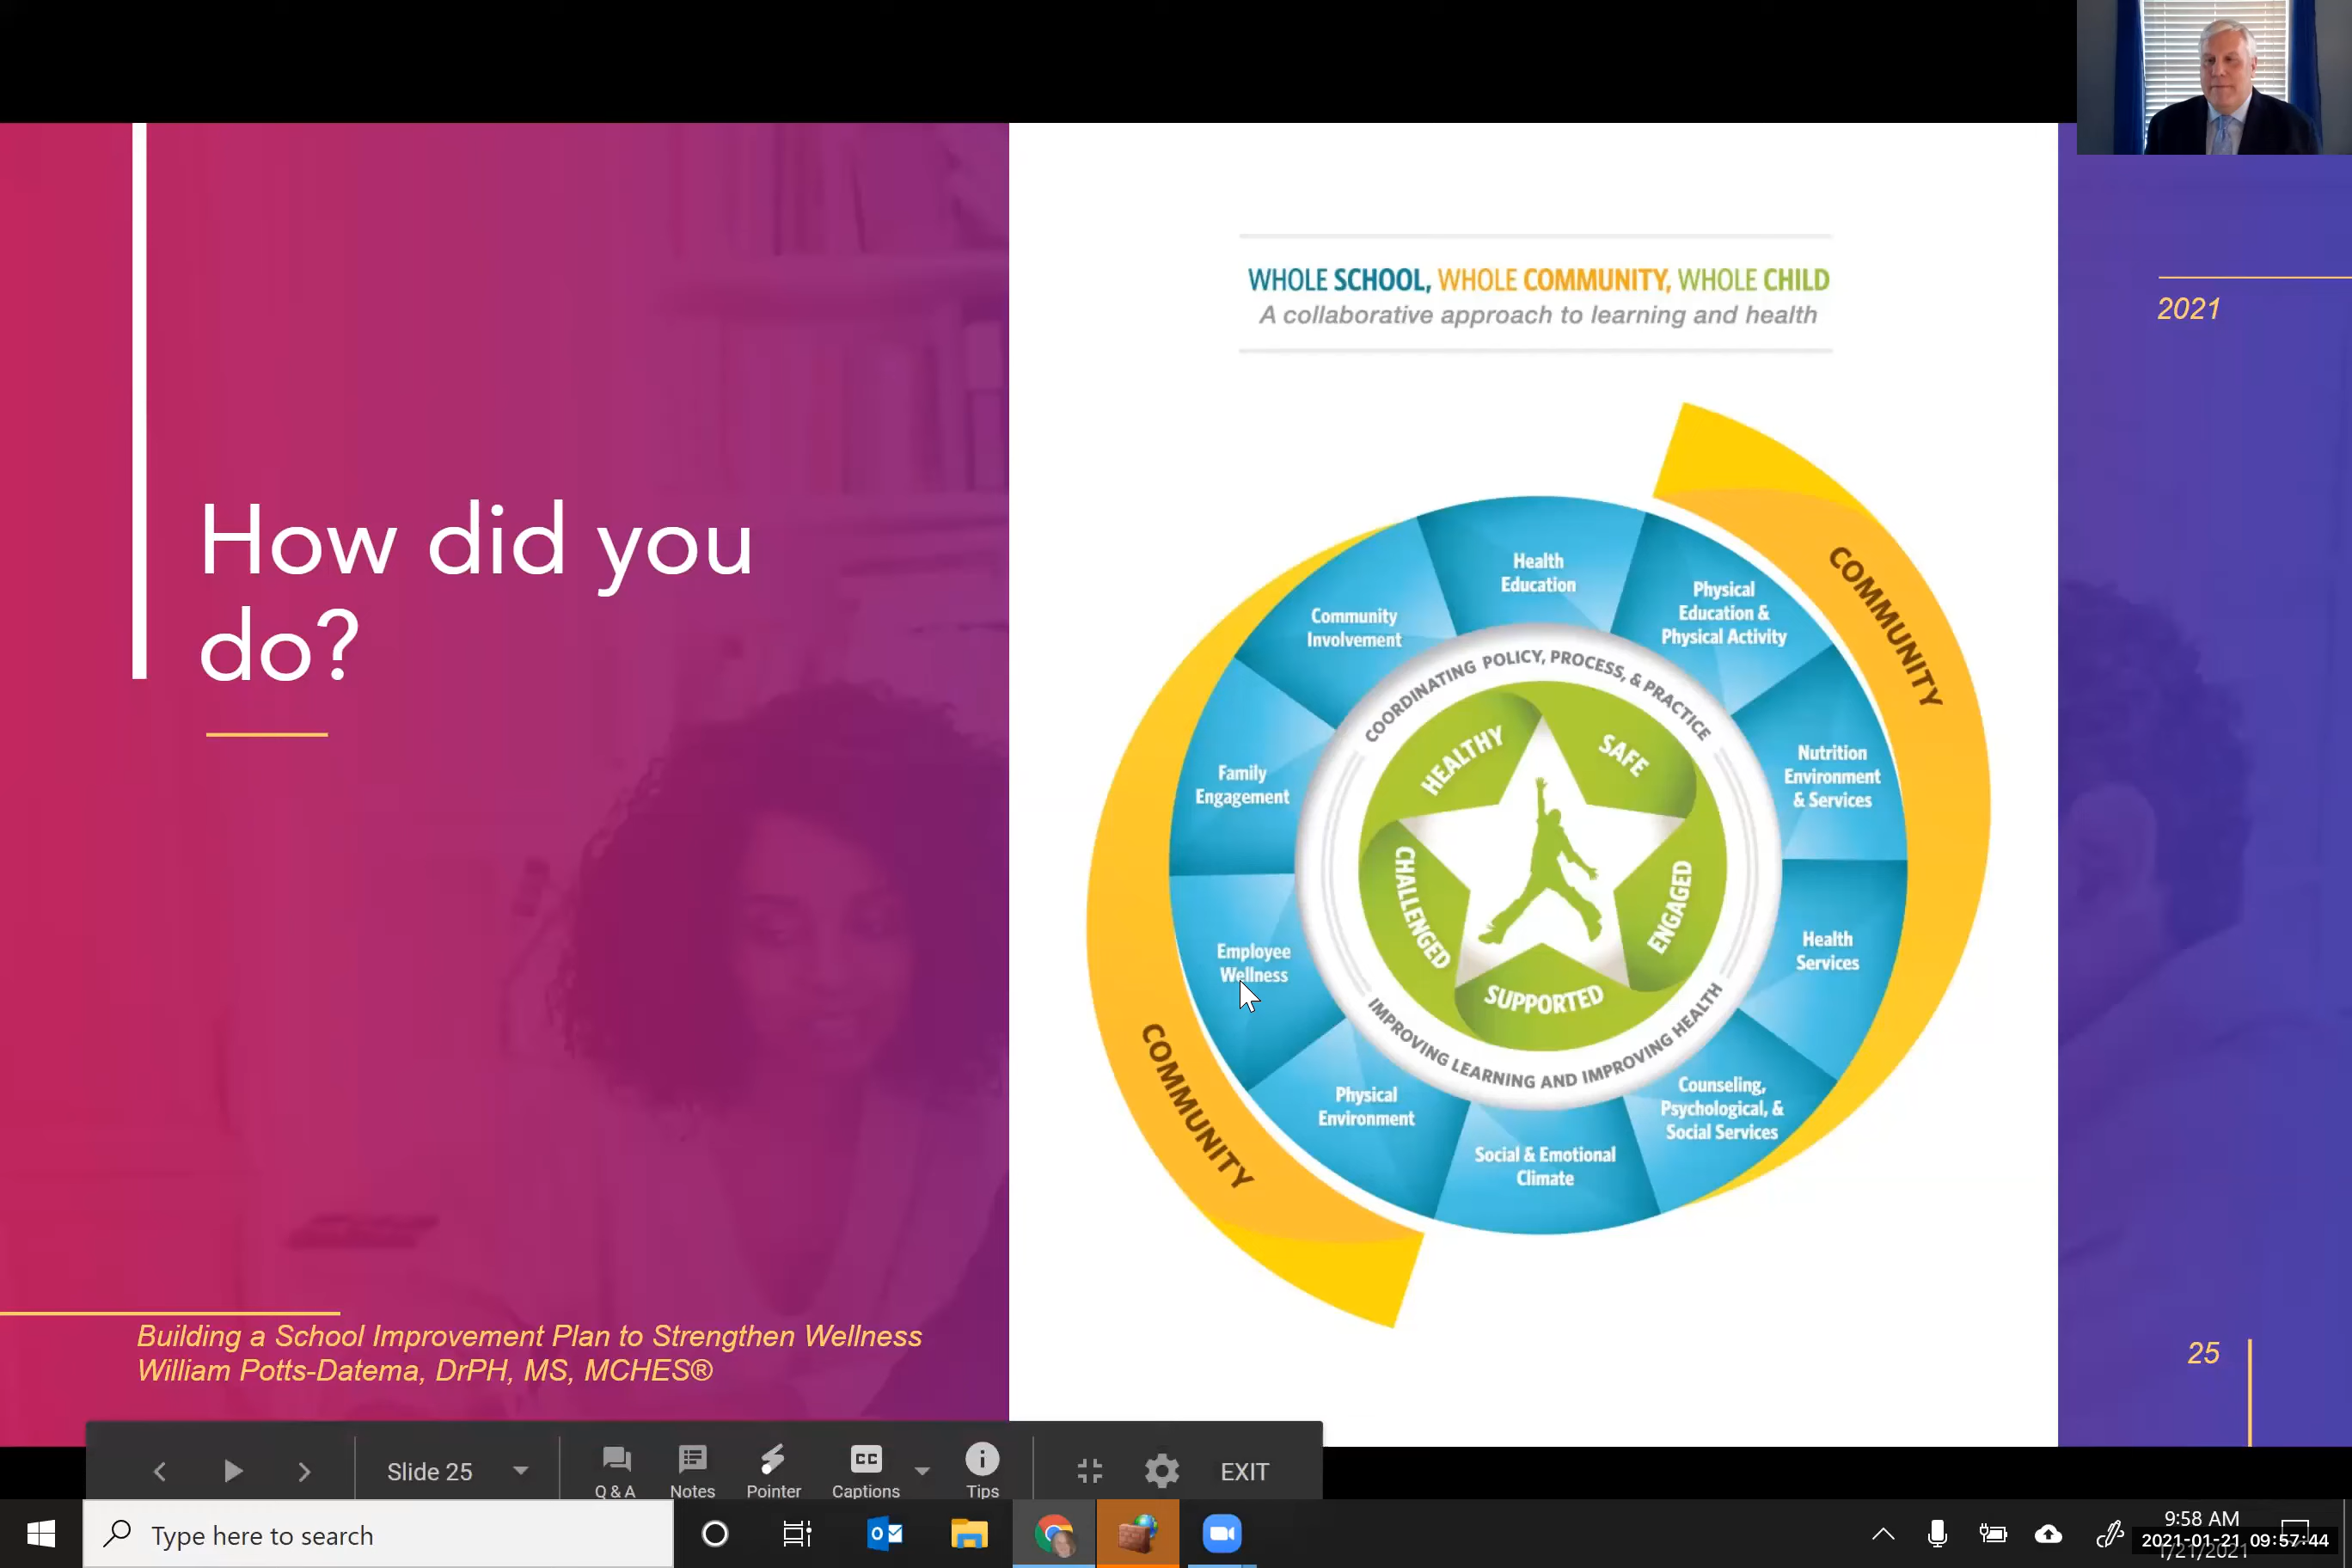 How did you
do?
Building a School Improvement Plan to Strengthen Wellness
William Potts-Datema, DrPH, MS, MCHES®
WHOLE SCHOOL, WHOLE COMMUNITY, WHOLE CHILD
A collaborative approach to learning and health
COMMUNITY
Health
Education
Physical
Education &
Physical Activity
Nutrition
Environment
& Services
Health
Services
Counseling,
Psychological, &
Social Services
Social & Emotional
Climate
Physical
Environment
Employee
Wellness
Family
Engagement
Community
Involvement
COORDINATING POLICY, PROCESS, & PRACTICE
IMPROVING LEARNING AND IMPROVING HEALTH
HEALTHY
SAFE
ENGAGED
SUPPORTED
CHALLENGED
COMMUNITY
2021
25
Slide 25
Q & A
Notes
Pointer
CC
Captions
Tips
EXIT
Type here to search
9:58 AM
2021-01-21 09:57:44
1/21/2021